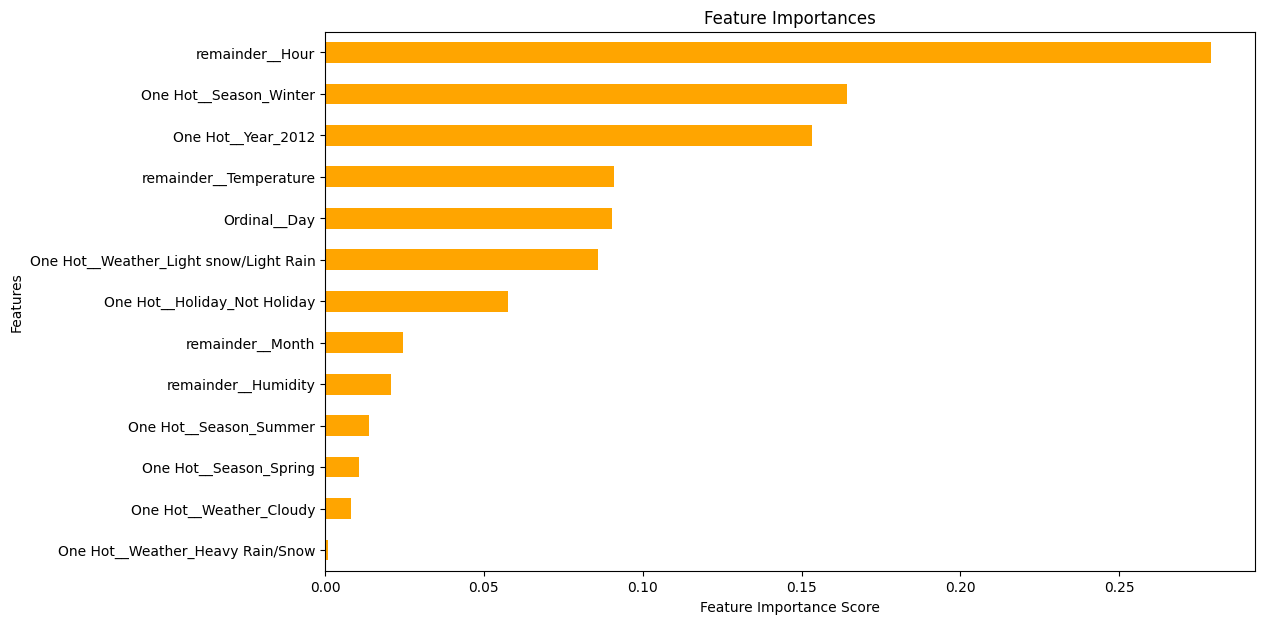 Feature Importances
Features
remainder__Hour
One Hot__Season_Winter
One Hot__Year_2012
remainder__Temperature
Ordinal__Day
One Hot__Weather_Light snow/Light Rain
One Hot__Holiday_Not Holiday
remainder__Month
remainder__Humidity
One Hot__Season_Summer
One Hot__Season_Spring
One Hot__Weather_Cloudy
One Hot__Weather_Heavy Rain/Snow
0.00 0.05 0.10 0.15 0.20 0.25
Feature Importance Score